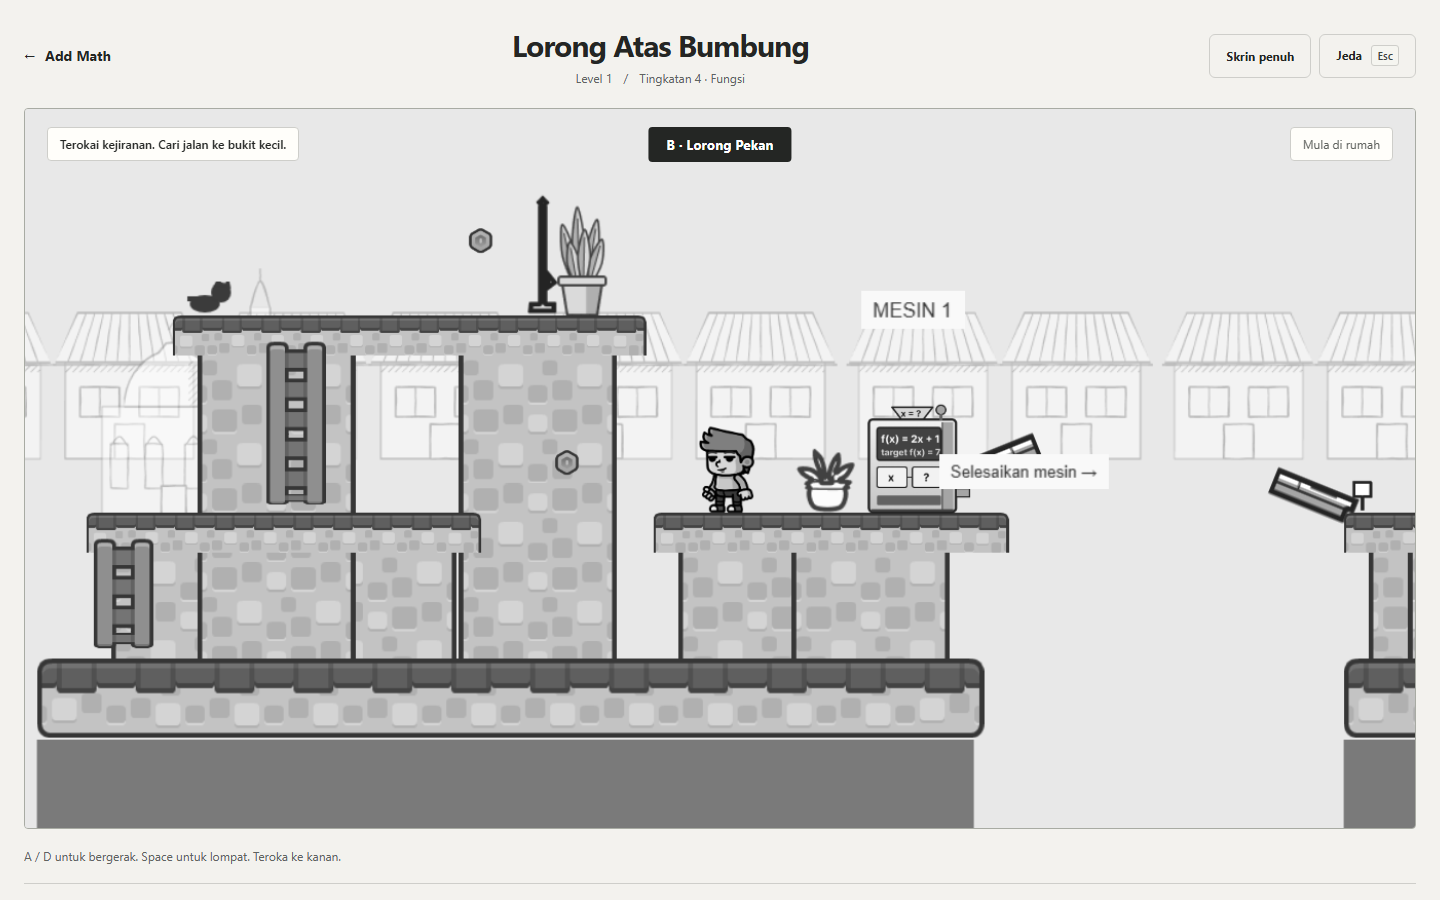 ← Add Math
Lorong Atas Bumbung
Level 1 / Tingkatan 4 · Fungsi
Skrin penuh
Jeda Esc
Terokai kejiranan. Cari jalan ke bukit kecil.
B · Lorong Pekan
Mula di rumah
MESIN 1
x = ?
f(x) = 2x + 1
target f(x) = 7
x ?
Selesaikan mesin →
A / D untuk bergerak. Space untuk lompat. Teroka ke kanan.